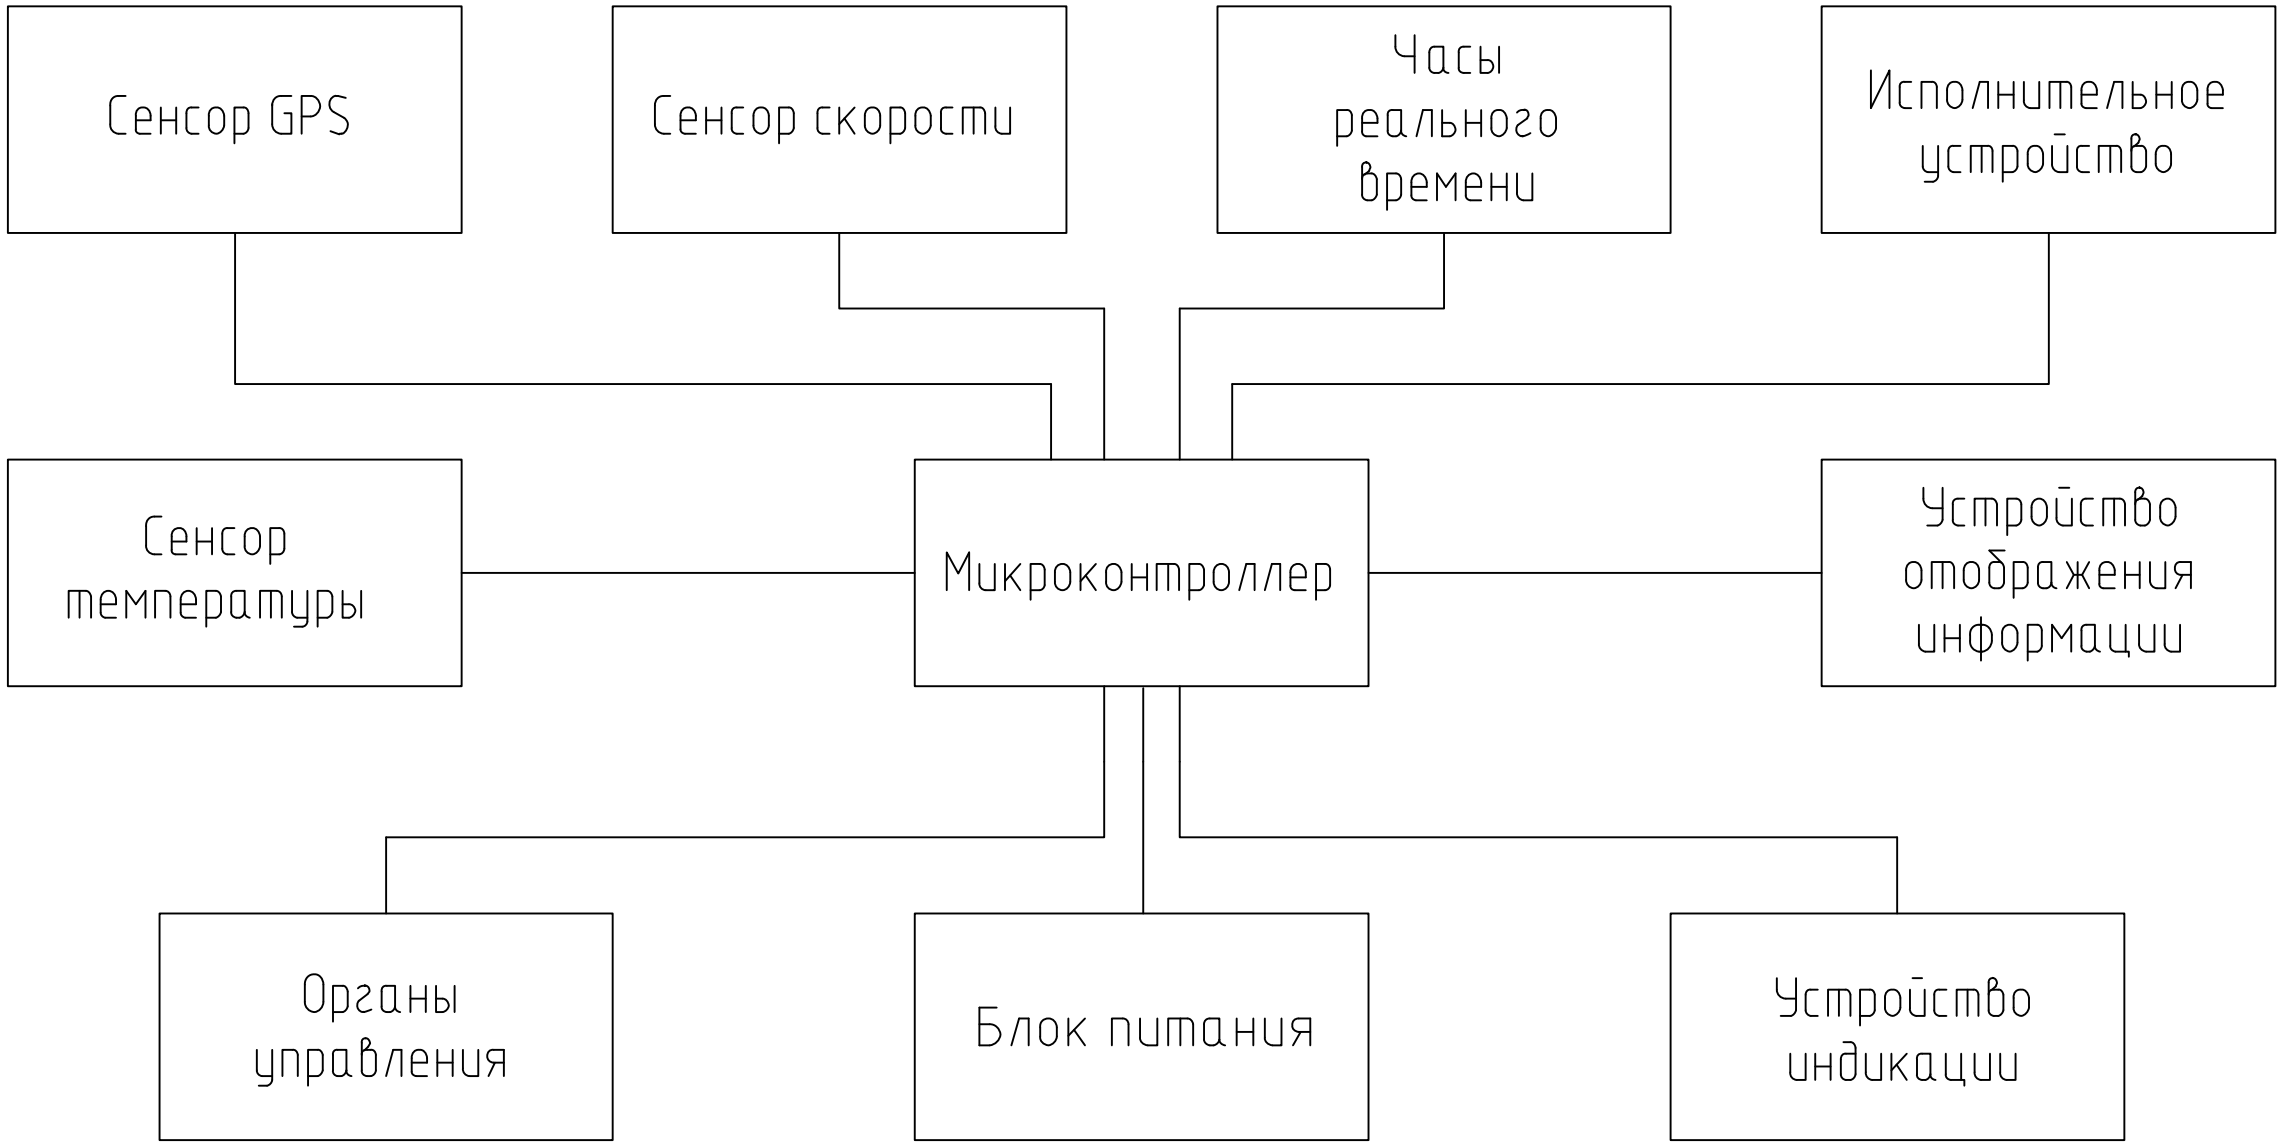 Сенсор GPS
Сенсор скорости
Часы
реального
времени
Исполнительное
устройство
Сенсор
температуры
Микроконтроллер
Устройство
отображения
информации
Органы
управления
Блок питания
Устройство
индикации